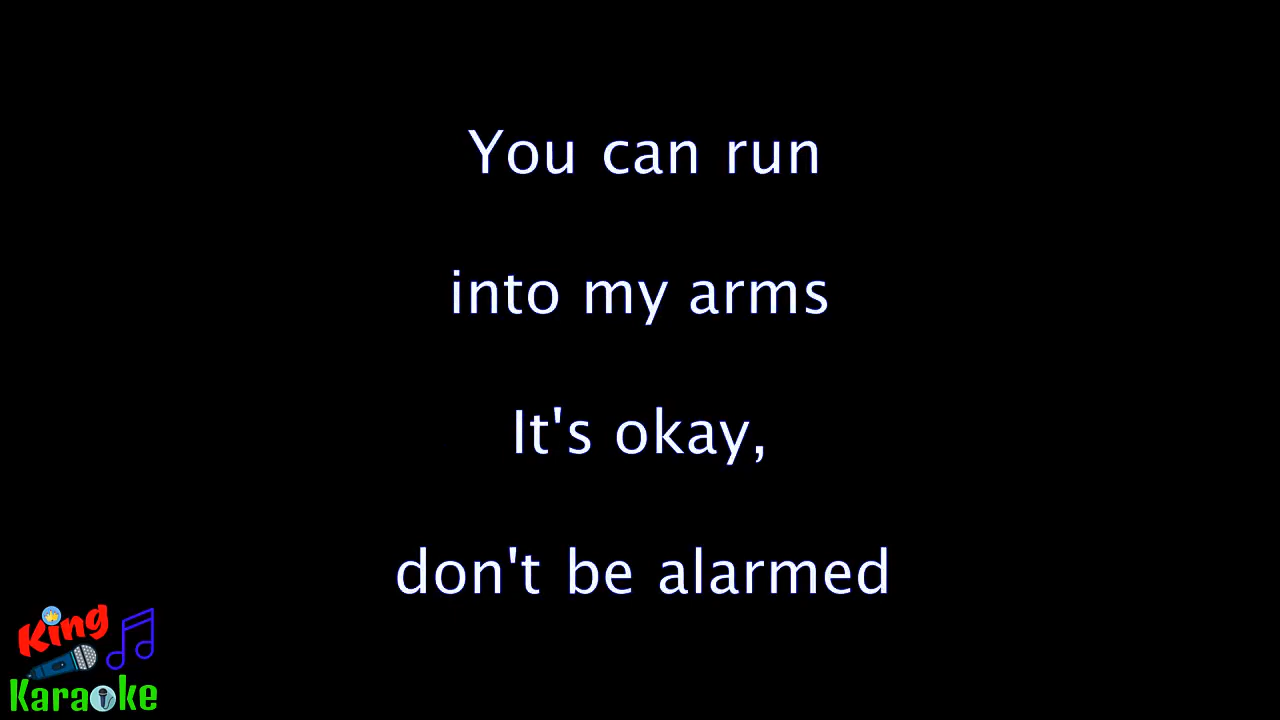 You can run
into my arms
It's okay,
don't be alarmed
King
Karaoke